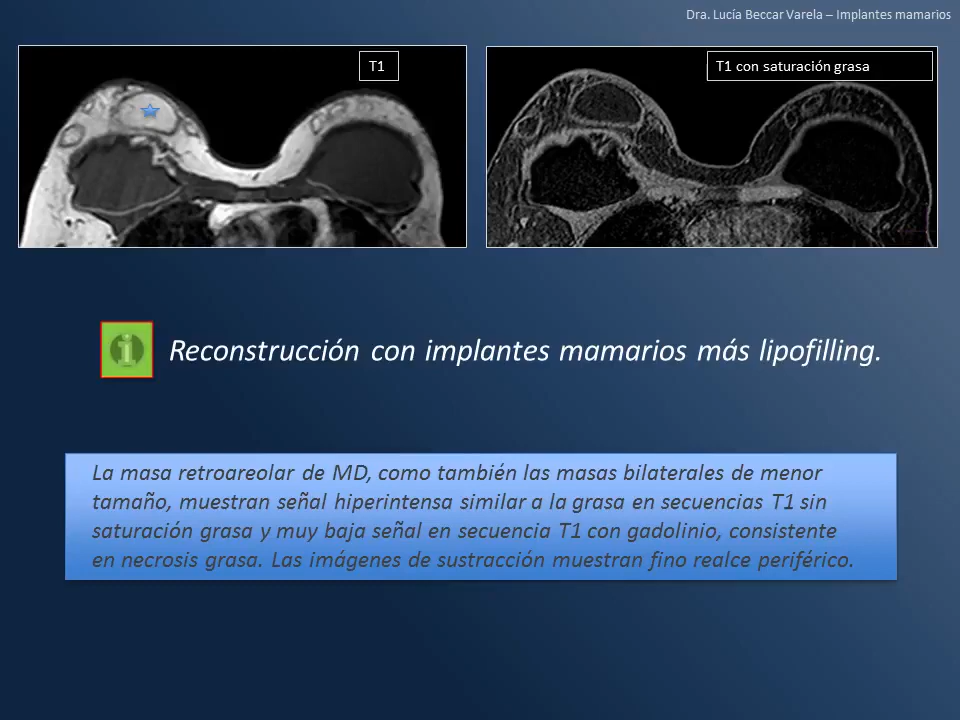 Dra. Lucía Beccar Varela – Implantes mamarios
T1
T1 con saturación grasa
i
Reconstrucción con implantes mamarios más lipofilling.
La masa retroareolar de MD, como también las masas bilaterales de menor
tamaño, muestran señal hiperintensa similar a la grasa en secuencias T1 sin
saturación grasa y muy baja señal en secuencia T1 con gadolinio, consistente
en necrosis grasa. Las imágenes de sustracción muestran fino realce periférico.